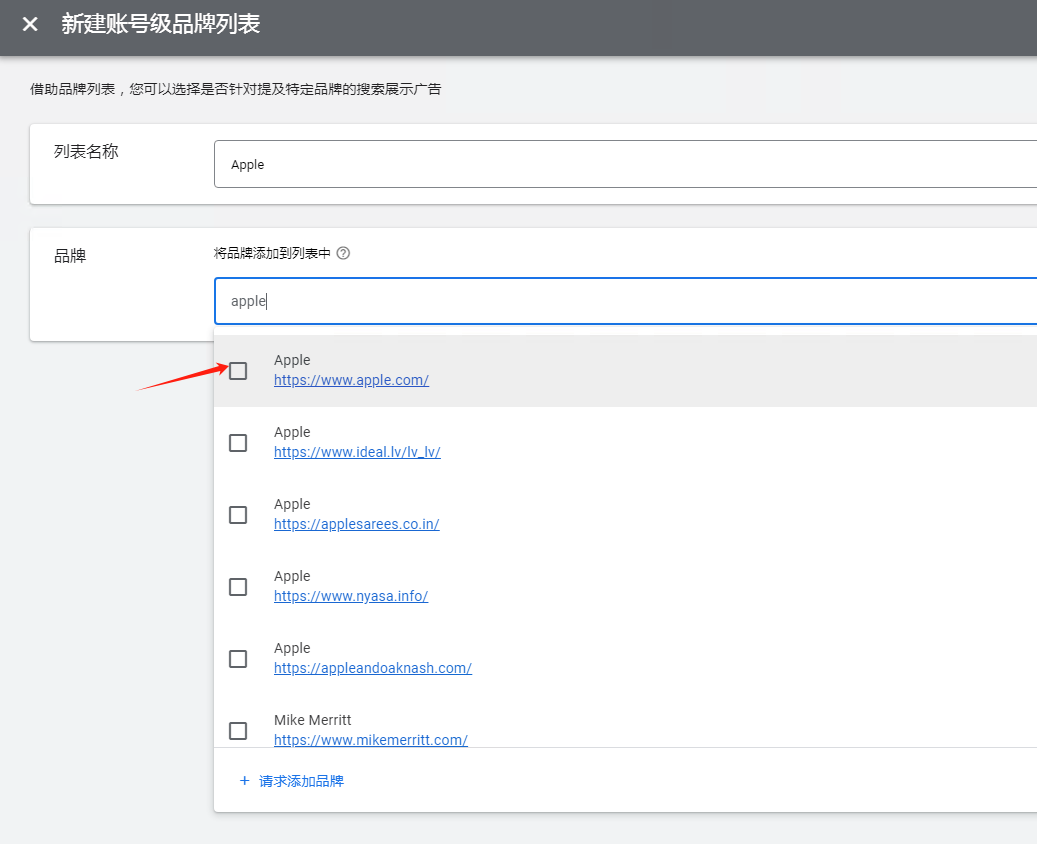 新建账号级品牌列表
借助品牌列表，您可以选择是否针对提及特定品牌的搜索展示广告
列表名称
Apple
品牌
将品牌添加到列表中
apple
Apple
https://www.apple.com/
Apple
https://www.ideal.lv/lv_lv/
Apple
https://applesarees.co.in/
Apple
https://www.nyasa.info/
Apple
https://appleandoaknash.com/
Mike Merritt
https://www.mikemerritt.com/
+ 请求添加品牌